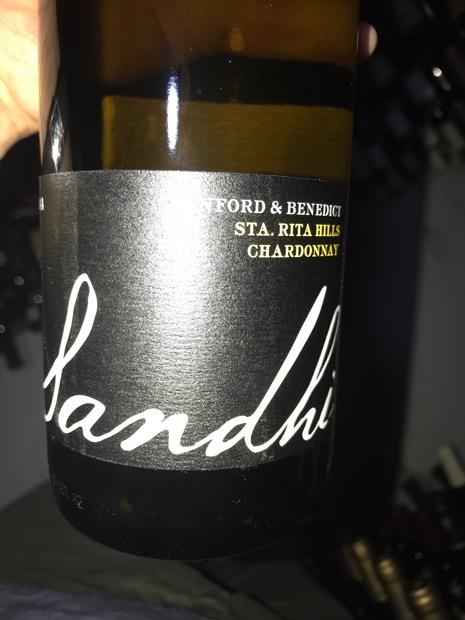 NFORD & BENEDICT
STA. RITA HILLS
CHARDONNAY
Sandhi